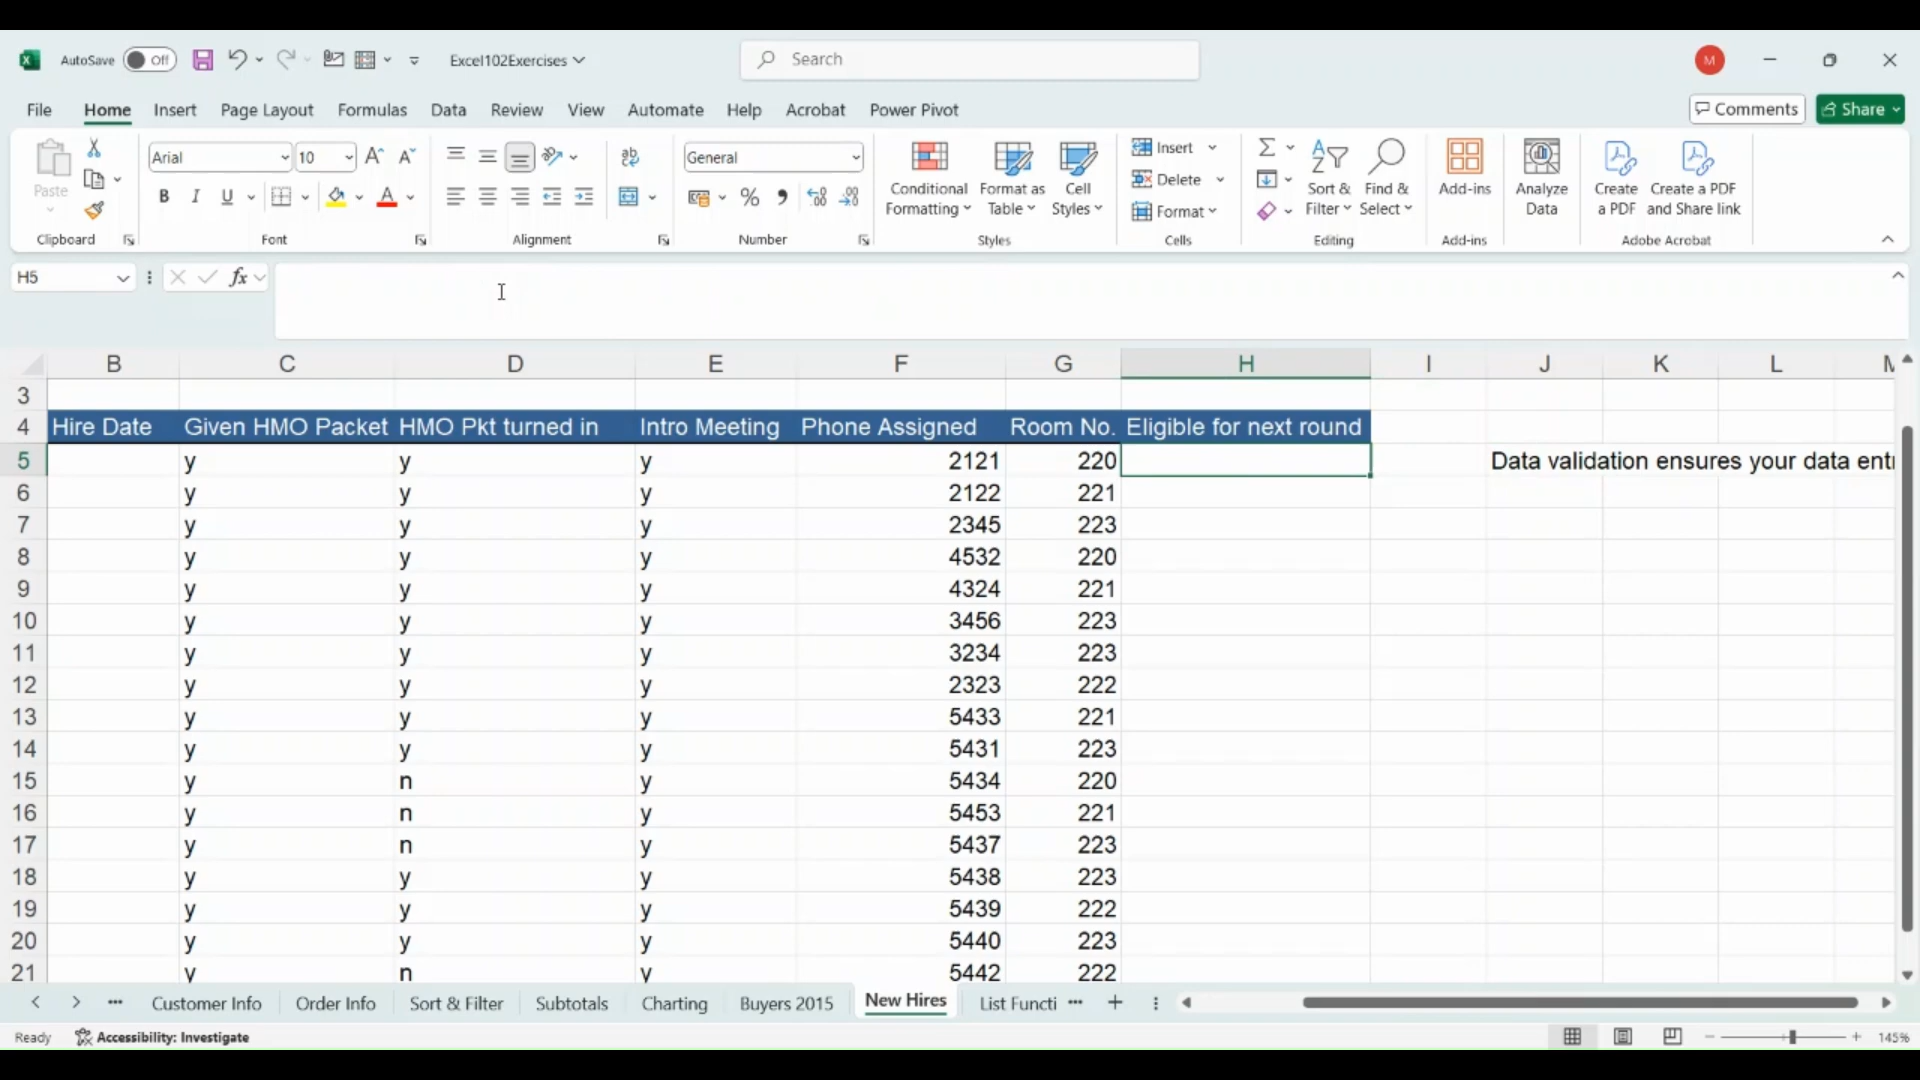 AutoSave Off Excel102Exercises Search M
File Home Insert Page Layout Formulas Data Review View Automate Help Acrobat Power Pivot Comments Share
Paste Arial 10 General Conditional Formatting Format as Table Cell Styles Insert Delete Format Sort & Filter Find & Select Add-ins Analyze Data Create a PDF Create a PDF and Share link
Clipboard Font Alignment Number Styles Cells Editing Add-ins Adobe Acrobat
H5 fx
B C D E F G H I J K L M
3
4 Hire Date Given HMO Packet HMO Pkt turned in Intro Meeting Phone Assigned Room No. Eligible for next round
5 y y y 2121 220 Data validation ensures your data ent
6 y y y 2122 221
7 y y y 2345 223
8 y y y 4532 220
9 y y y 4324 221
10 y y y 3456 223
11 y y y 3234 223
12 y y y 2323 222
13 y y y 5433 221
14 y y y 5431 223
15 y n y 5434 220
16 y n y 5453 221
17 y n y 5437 223
18 y y y 5438 223
19 y y y 5439 222
20 y y y 5440 223
21 y n y 5442 222
Customer Info Order Info Sort & Filter Subtotals Charting Buyers 2015 New Hires List Functi
Ready Accessibility: Investigate 145%